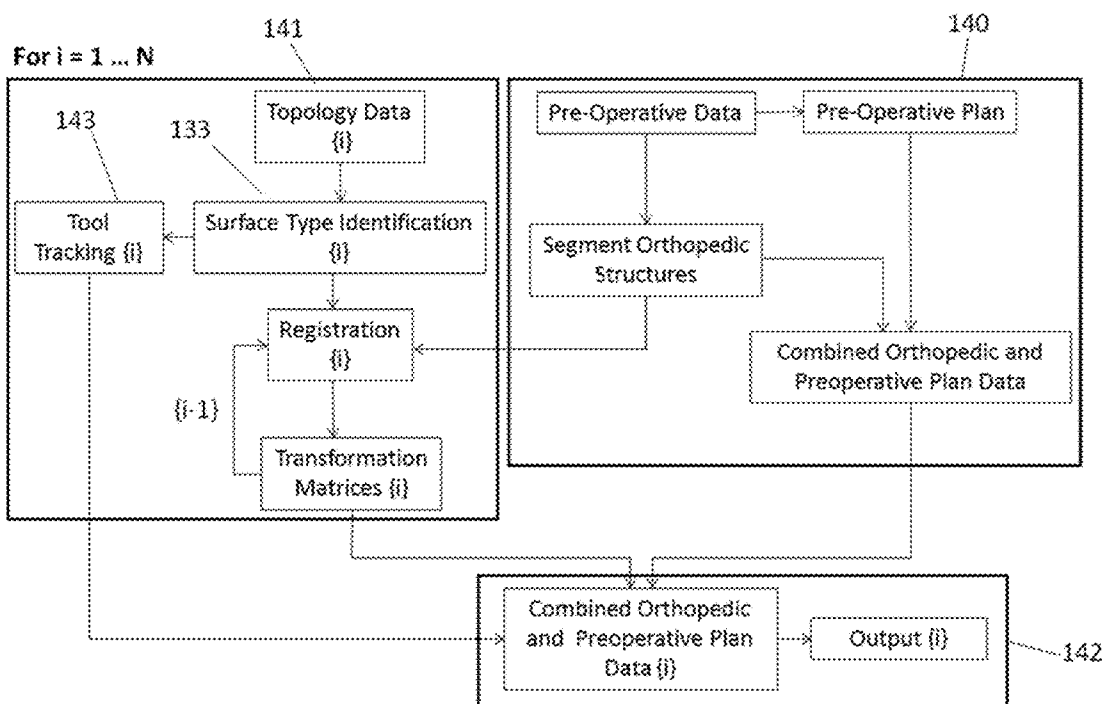 141
140
For i = 1 ... N
143
133
Topology Data
{i}
Tool
Tracking {i}
Surface Type Identification
{i}
Registration
{i}
{i-1}
Transformation
Matrices {i}
Pre-Operative Data
Pre-Operative Plan
Segment Orthopedic
Structures
Combined Orthopedic and
Preoperative Plan Data
Combined Orthopedic
and Preoperative Plan
Data {i}
Output {i}
142